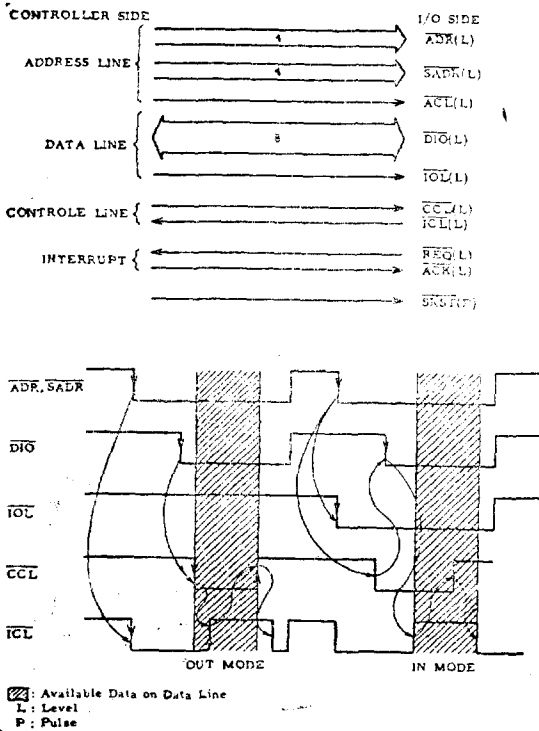 CONTROLLER SIDE
I/O SIDE
4
ADR(L)
ADDRESS LINE
4
SADR(L)
ACL(L)
DATA LINE
8
DIO(L)
IOL(L)
CONTROLE LINE
CCL(L)
ICL(L)
INTERRUPT
REQ(L)
ACK(L)
ADR, SADR
DIO
IOL
CCL
ICL
OUT MODE
IN MODE
: Available Data on Data Line
L : Level
P : Pulse